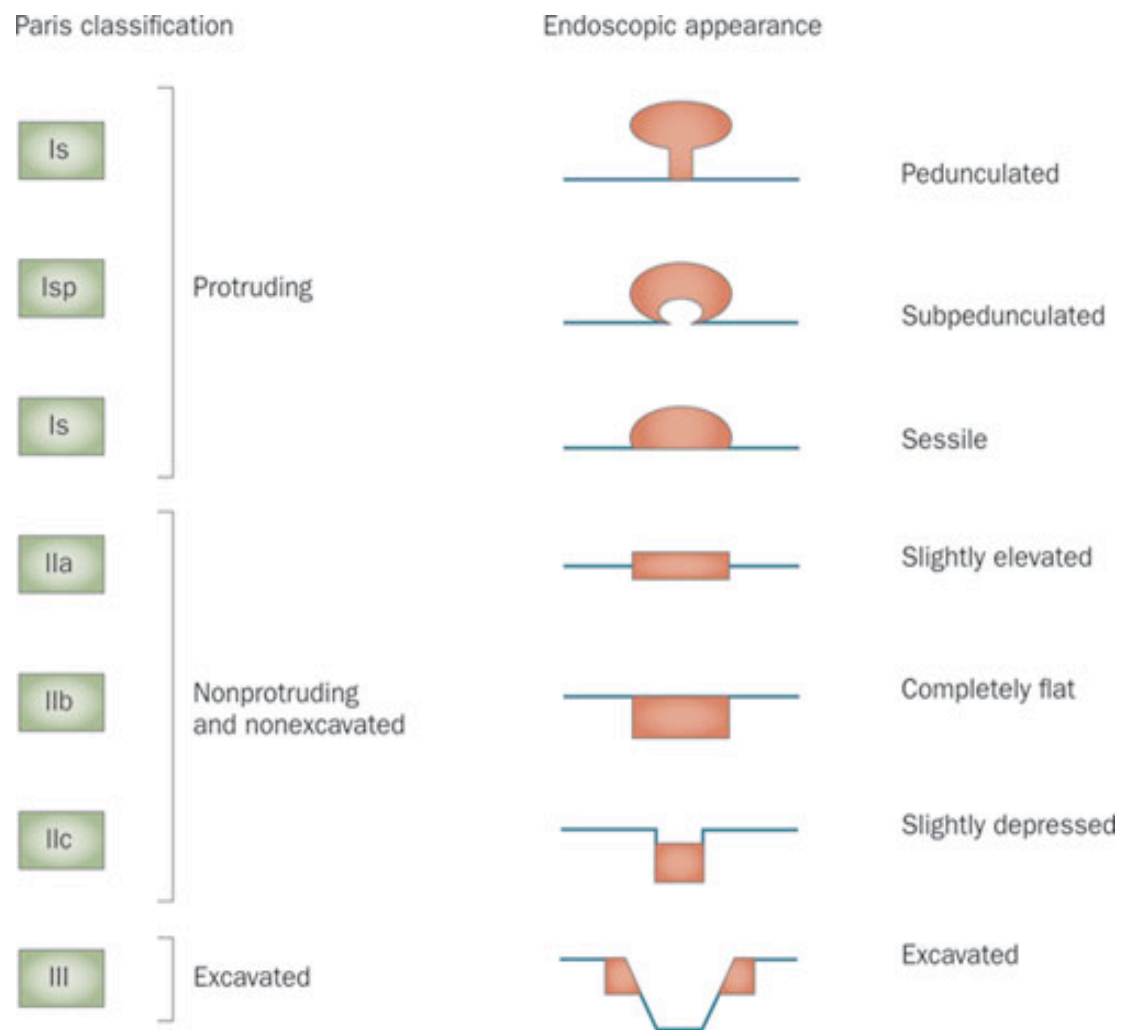 Paris classification
Endoscopic appearance
Is
Pedunculated
Isp
Protruding
Subpedunculated
Is
Sessile
IIa
Slightly elevated
IIb
Nonprotruding
and nonexcavated
Completely flat
IIc
Slightly depressed
III
Excavated
Excavated